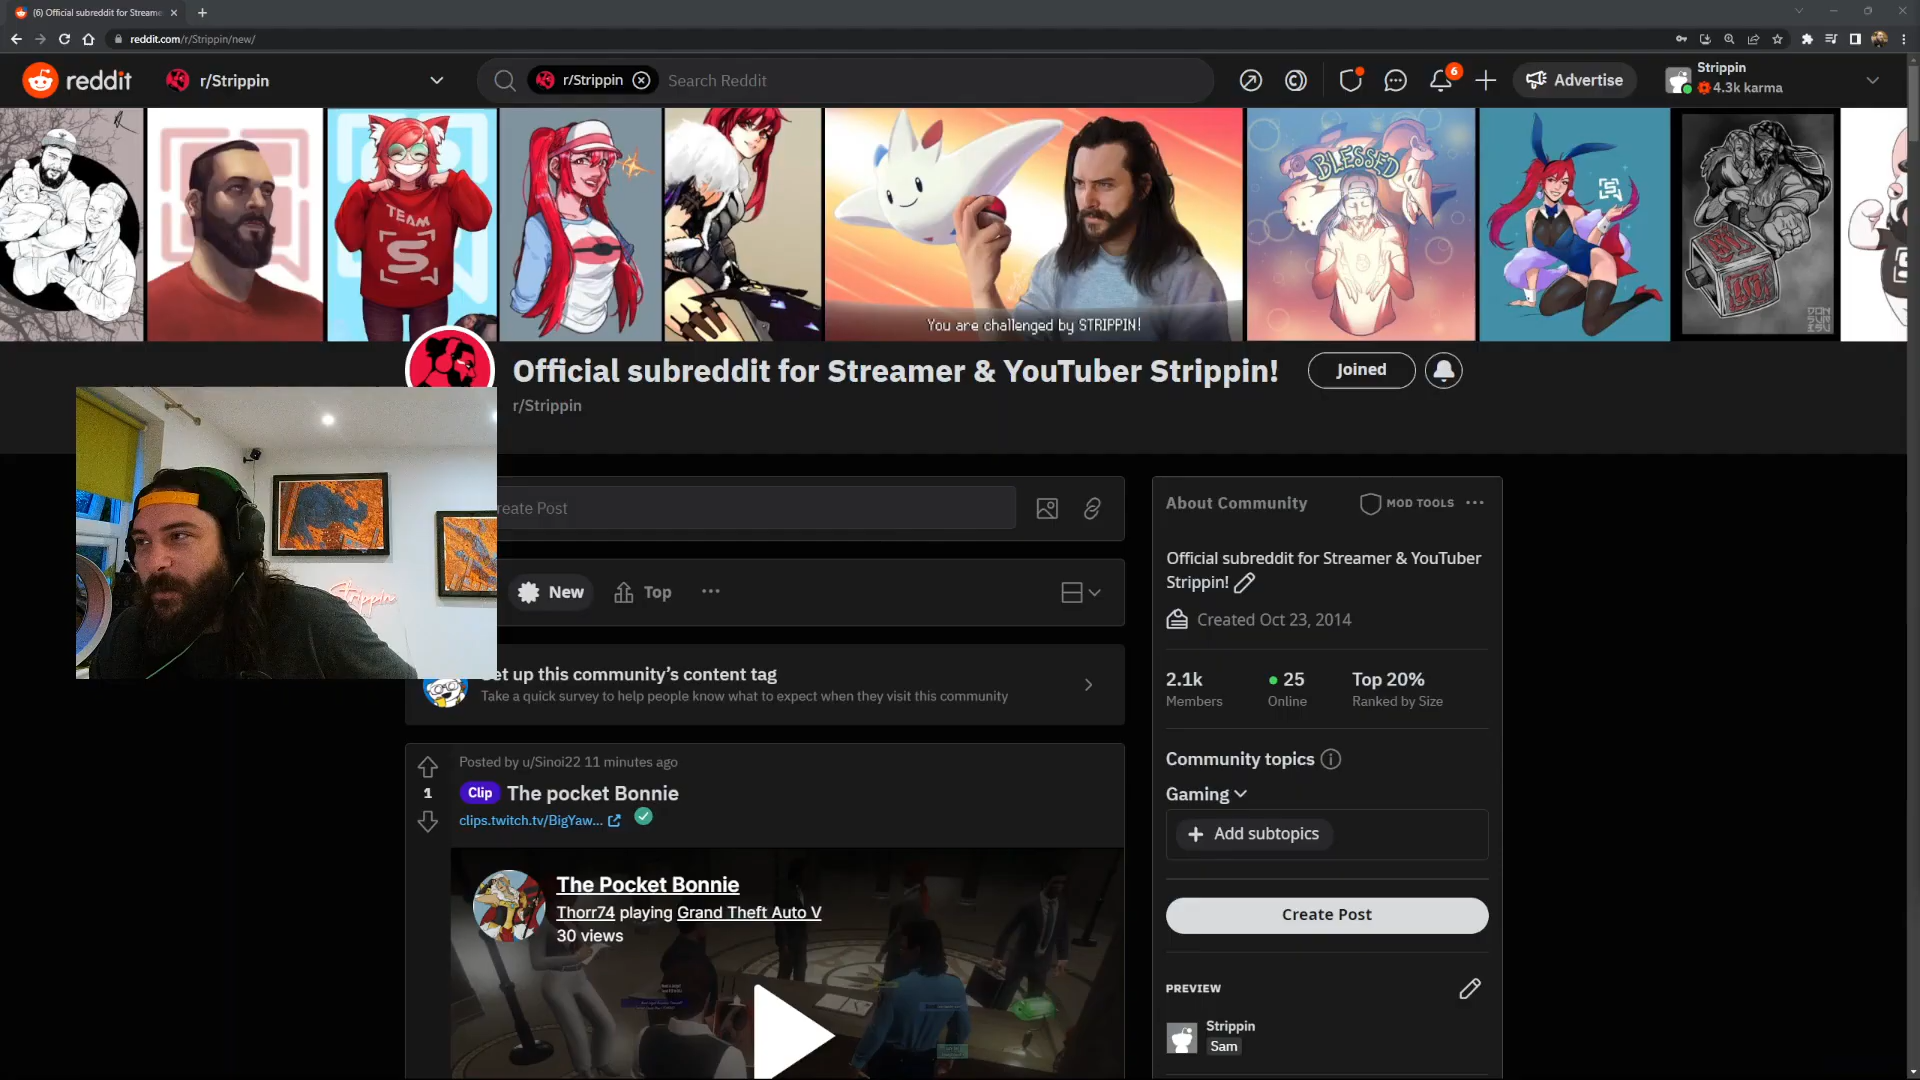 (6) Official subreddit for Streame
reddit.com/r/Strippin/new/
reddit
r/Strippin
r/Strippin
Search Reddit
6
Advertise
Strippin
4.3k karma
TEAM
S
You are challenged by STRIPPIN!
BLESSED
Official subreddit for Streamer & YouTuber Strippin!
Joined
r/Strippin
Strippin
reate Post
New
Top
et up this community’s content tag
Take a quick survey to help people know what to expect when they visit this community
Posted by u/Sinoi22 11 minutes ago
1
Clip
The pocket Bonnie
clips.twitch.tv/BigYaw...
The Pocket Bonnie
Thorr74 playing Grand Theft Auto V
30 views
About Community
MOD TOOLS
Official subreddit for Streamer & YouTuber
Strippin!
Created Oct 23, 2014
2.1k
25
Top 20%
Members
Online
Ranked by Size
Community topics
Gaming
Add subtopics
Create Post
PREVIEW
Strippin
Sam